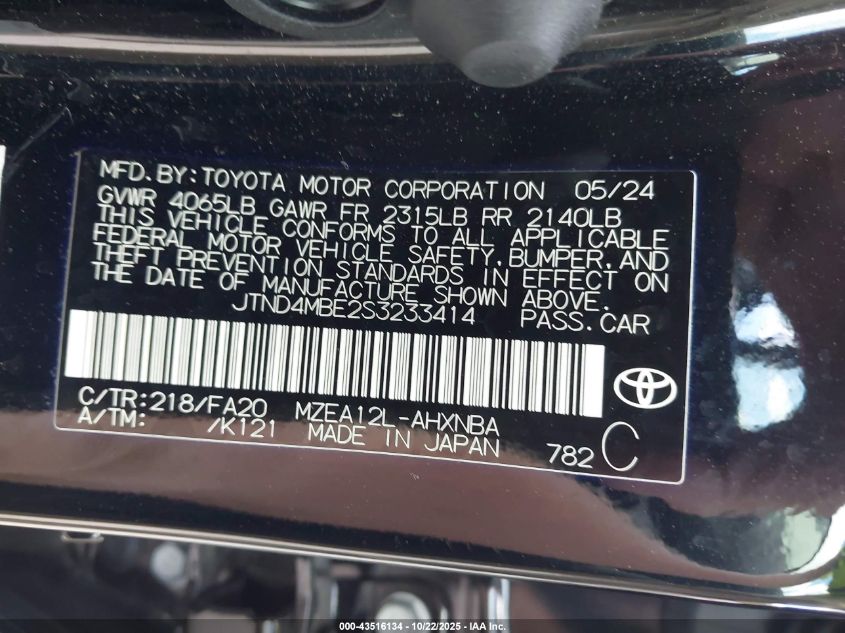 MFD. BY: TOYOTA MOTOR CORPORATION 05/24
GVWR 4065LB GAWR FR 2315LB RR 2140LB
THIS VEHICLE CONFORMS TO ALL APPLICABLE
FEDERAL MOTOR VEHICLE SAFETY, BUMPER, AND
THEFT PREVENTION STANDARDS IN EFFECT ON
THE DATE OF MANUFACTURE SHOWN ABOVE.
JTND4MBE2S3233414 PASS. CAR
C/TR: 218/FA20 MZEA12L-AHXNBA
A/TM: /K121 MADE IN JAPAN 782 C
000-43516134 - 10/22/2025 - IAA Inc.